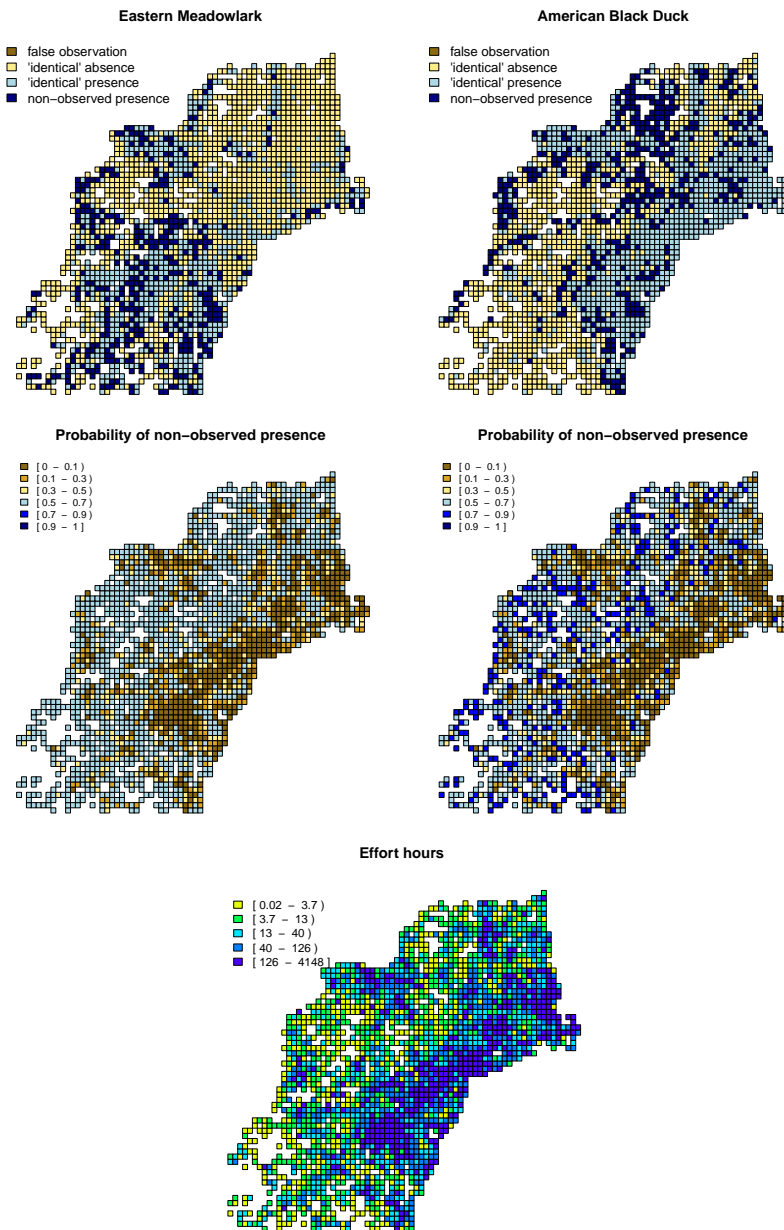 Eastern Meadowlark
false observation
'identical' absence
'identical' presence
non−observed presence
American Black Duck
false observation
'identical' absence
'identical' presence
non−observed presence
Probability of non−observed presence
[ 0 − 0.1 )
[ 0.1 − 0.3 )
[ 0.3 − 0.5 )
[ 0.5 − 0.7 )
[ 0.7 − 0.9 )
[ 0.9 − 1 ]
Probability of non−observed presence
[ 0 − 0.1 )
[ 0.1 − 0.3 )
[ 0.3 − 0.5 )
[ 0.5 − 0.7 )
[ 0.7 − 0.9 )
[ 0.9 − 1 ]
Effort hours
[ 0.02 − 3.7 )
[ 3.7 − 13 )
[ 13 − 40 )
[ 40 − 126 )
[ 126 − 4148 ]